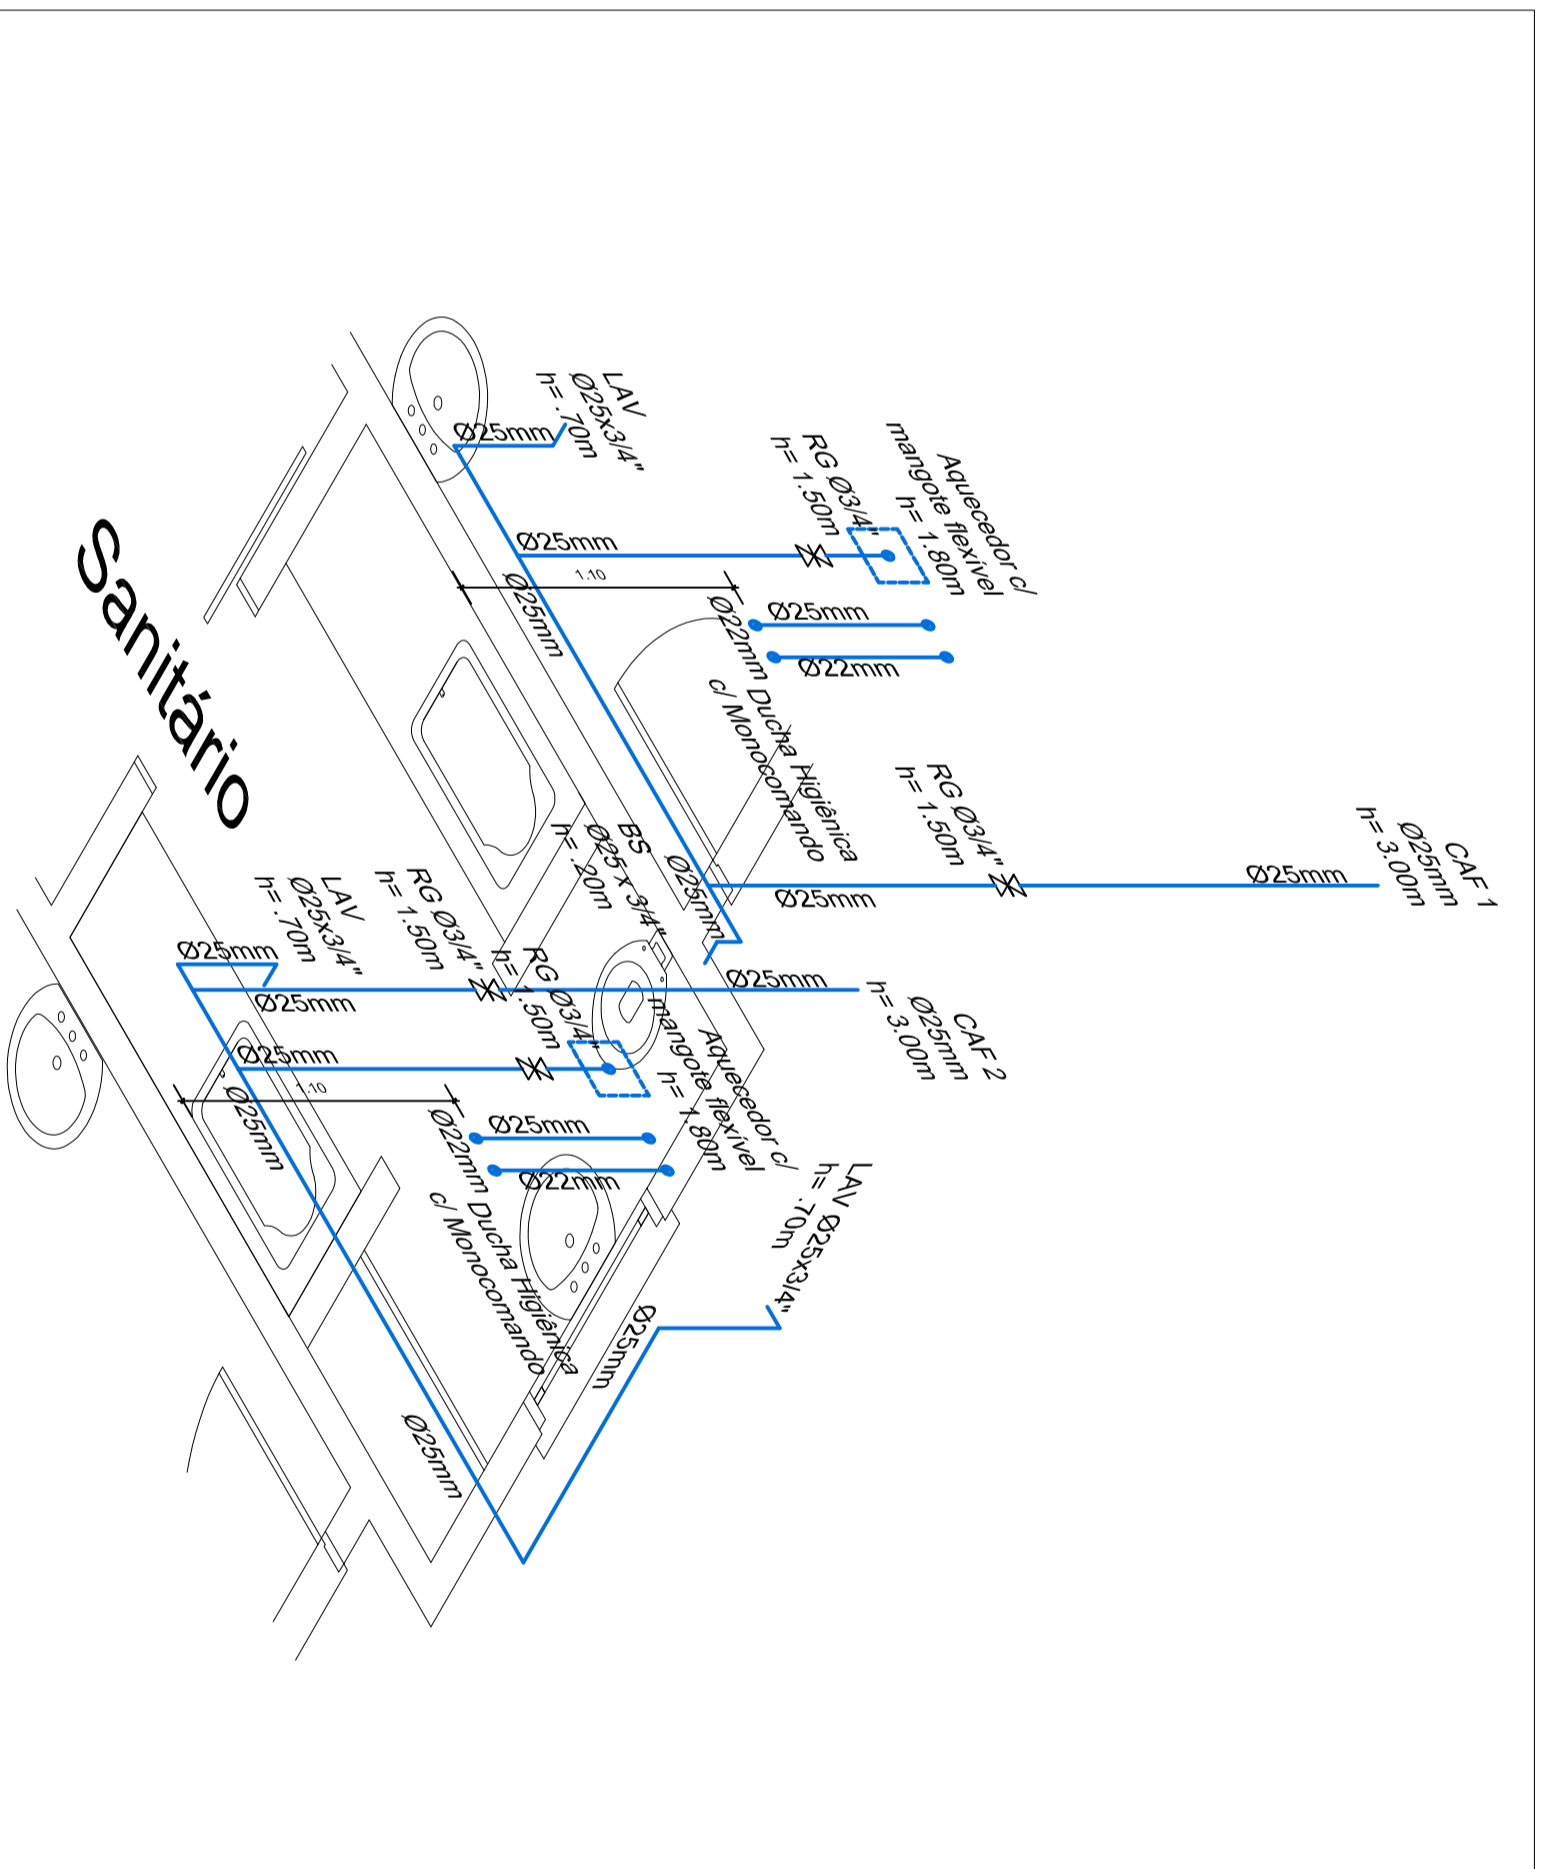 LAV
Ø25x3/4"
h= .70m
Ø25mm
Aquecedor c/
mangote flexível
h= 1.80m
RG Ø3/4"
h= 1.50m
Ø25mm
1.10
Ø25mm
Ø25mm
Ø22mm
Ø22mm Ducha Higiênica
c/ Monocomando
Sanitário
CAF 1
Ø25mm
h= 3.00m
Ø25mm
RG Ø3/4"
h= 1.50m
Ø25mm
BS
Ø25 x 3/4"
h= .20m
Ø25mm
LAV
Ø25x3/4"
h= .70m
Ø25mm
RG Ø3/4"
h= 1.50m
Ø25mm
Ø25mm
CAF 2
Ø25mm
h= 3.00m
RG Ø3/4"
h= 1.50m
Aquecedor c/
mangote flexível
h= 1.80m
Ø25mm
1.10
Ø25mm
Ø25mm
Ø22mm
Ø22mm Ducha Higiênica
c/ Monocomando
LAV Ø25x3/4"
h= .70m
Ø25mm
Ø25mm